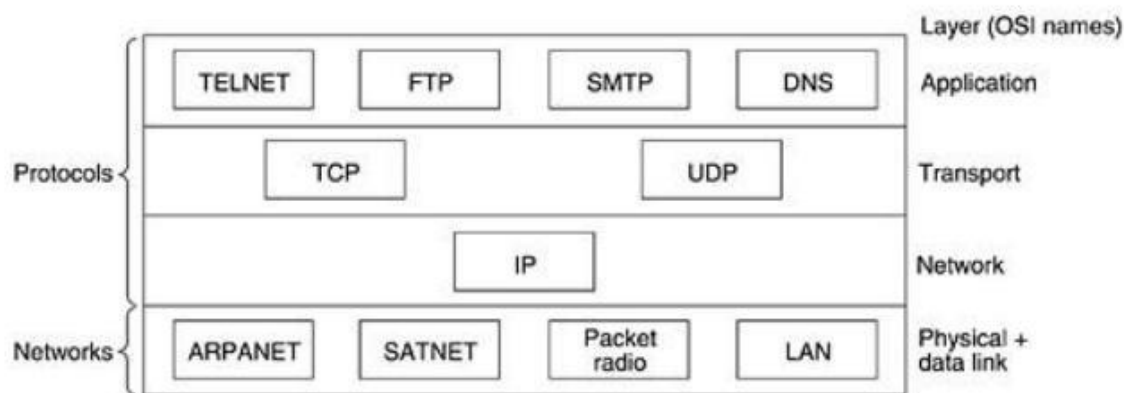 Layer (OSI names)
TELNET FTP SMTP DNS Application
Protocols TCP UDP Transport
IP Network
Networks ARPANET SATNET Packet radio LAN Physical + data link